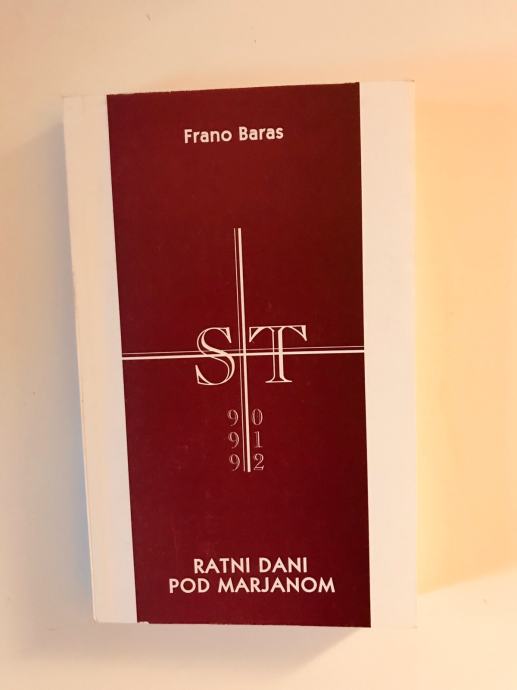 Frano Baras
ST
90
91
92
RATNI DANI
POD MARJANOM